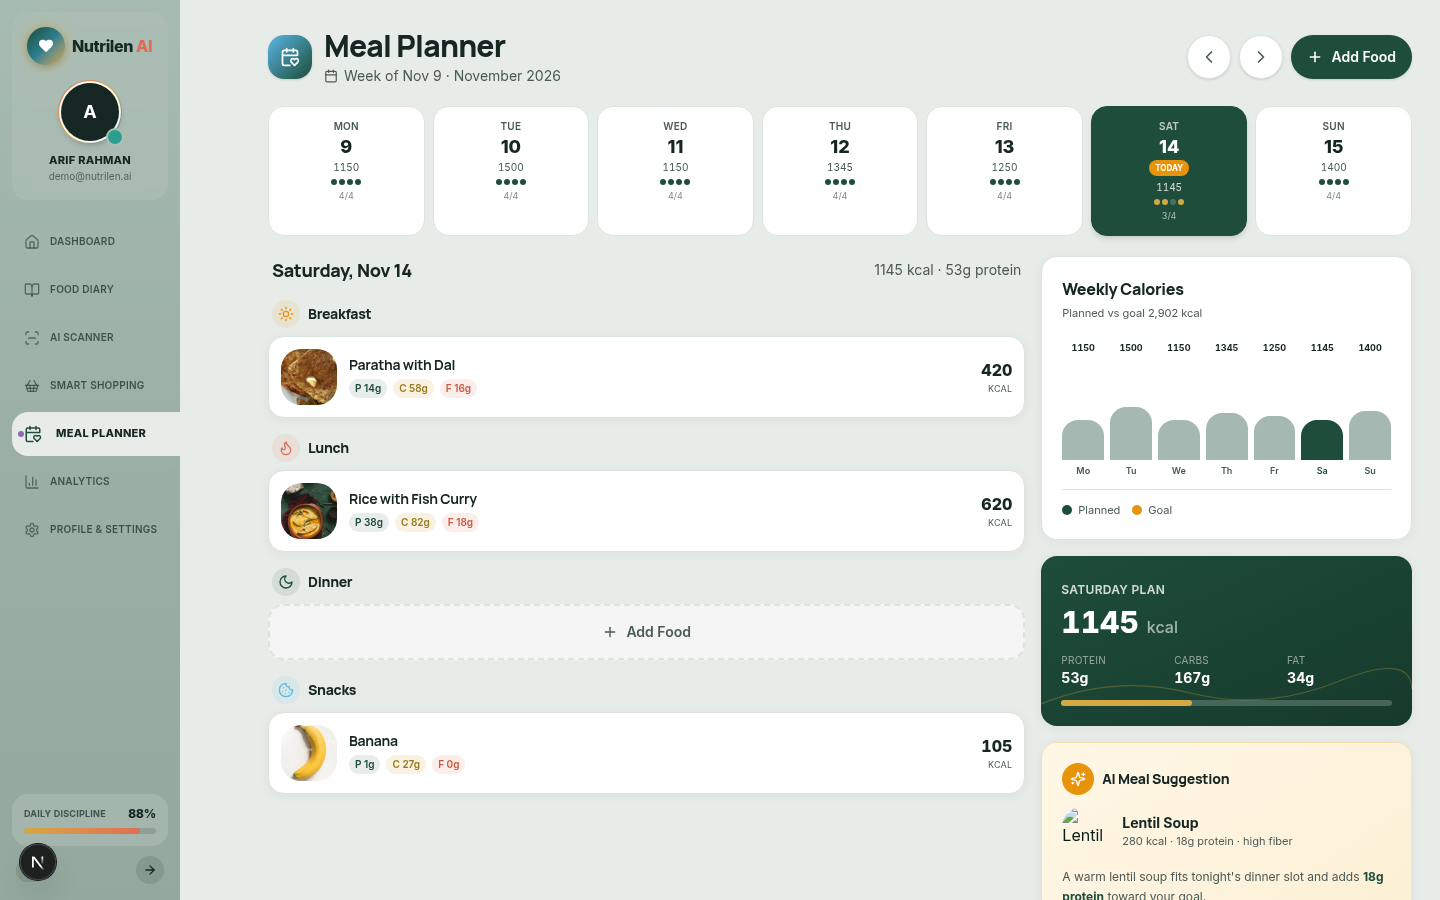 Nutrilen AI
A
ARIF RAHMAN
demo@nutrilen.ai
DASHBOARD
FOOD DIARY
AI SCANNER
SMART SHOPPING
MEAL PLANNER
ANALYTICS
PROFILE & SETTINGS
DAILY DISCIPLINE 88%
N
Meal Planner
Week of Nov 9 · November 2026
Add Food
MON
9
1150
4/4
TUE
10
1500
4/4
WED
11
1150
4/4
THU
12
1345
4/4
FRI
13
1250
4/4
SAT
14
TODAY
1145
3/4
SUN
15
1400
4/4
Saturday, Nov 14
1145 kcal · 53g protein
Breakfast
Paratha with Dal
P 14g C 58g F 16g
420
KCAL
Lunch
Rice with Fish Curry
P 38g C 82g F 18g
620
KCAL
Dinner
Add Food
Snacks
Banana
P 1g C 27g F 0g
105
KCAL
Weekly Calories
Planned vs goal 2,902 kcal
1150 1500 1150 1345 1250 1145 1400
Mo Tu We Th Fr Sa Su
Planned Goal
SATURDAY PLAN
1145 kcal
PROTEIN CARBS FAT
53g 167g 34g
AI Meal Suggestion
Lentil
Lentil Soup
280 kcal · 18g protein · high fiber
A warm lentil soup fits tonight's dinner slot and adds 18g
protein toward your goal.